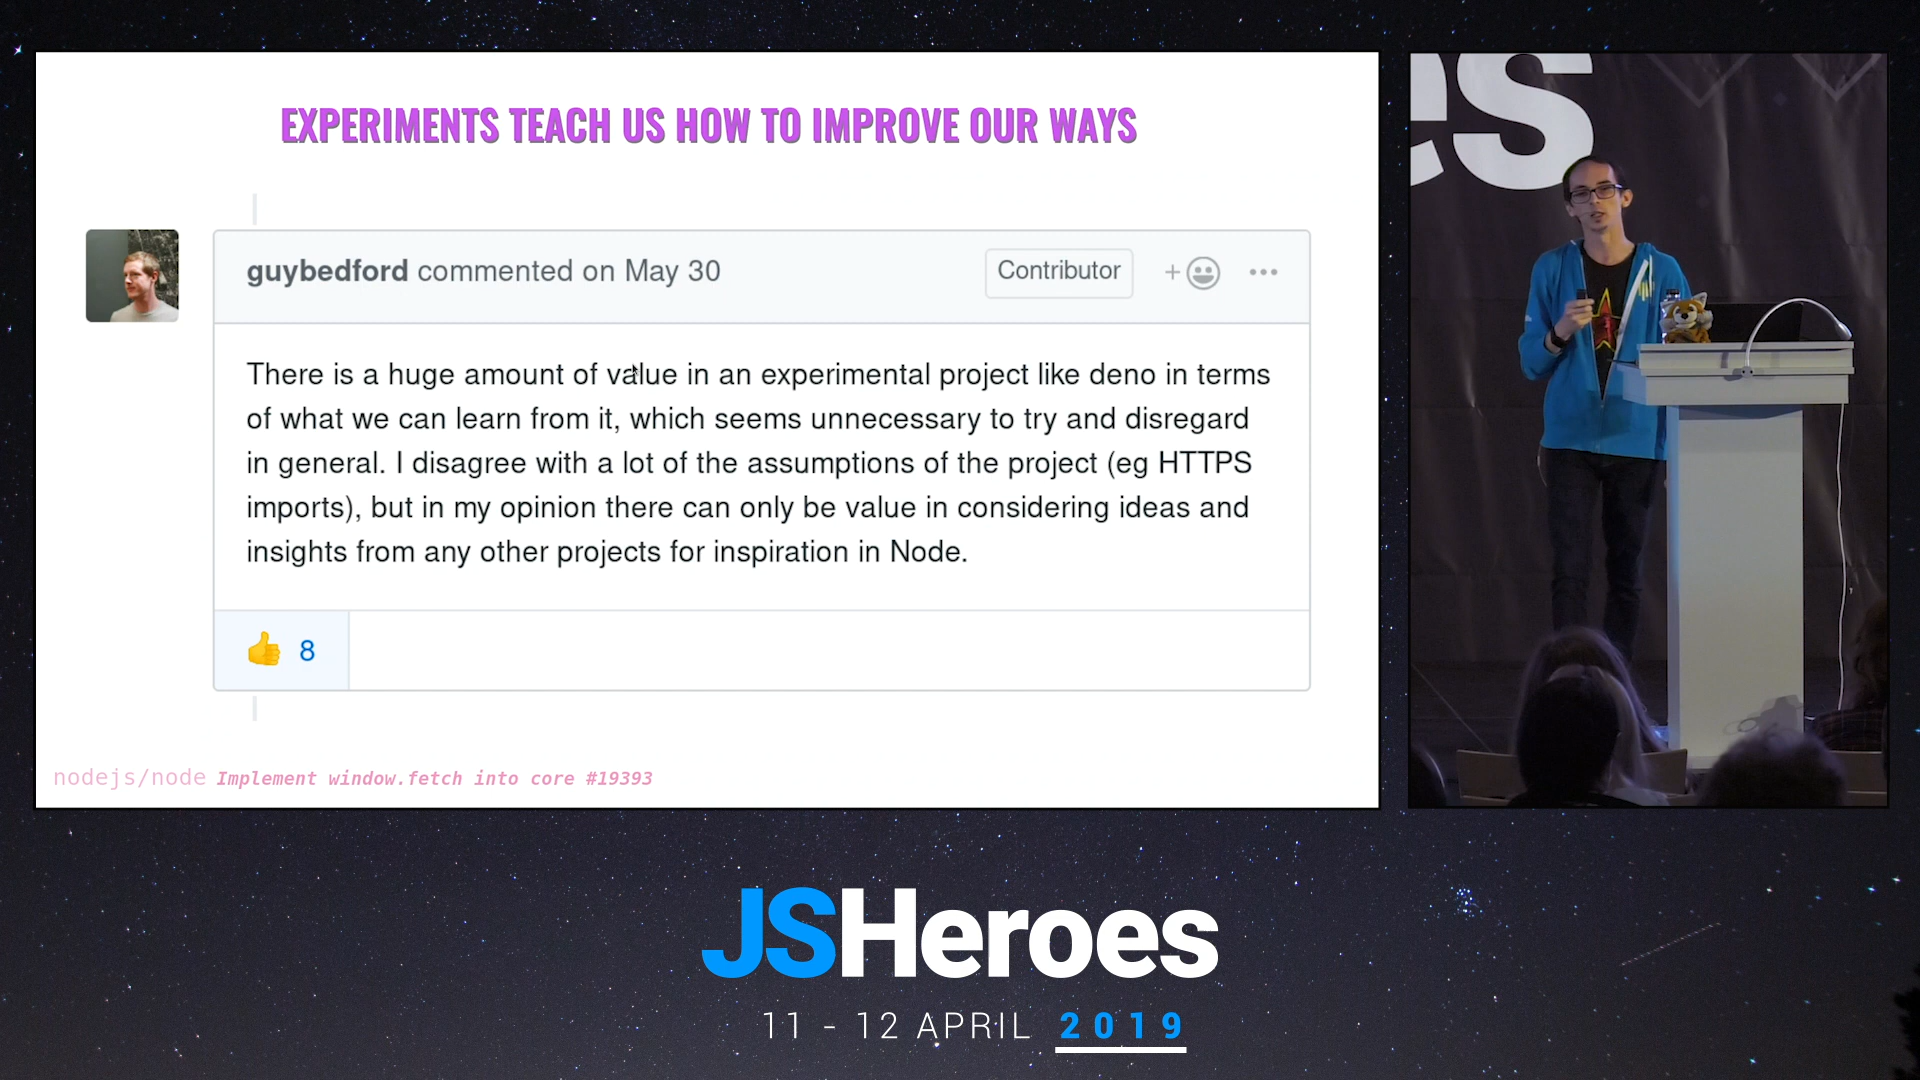 EXPERIMENTS TEACH US HOW TO IMPROVE OUR WAYS
guybedford commented on May 30
Contributor
There is a huge amount of value in an experimental project like deno in terms
of what we can learn from it, which seems unnecessary to try and disregard
in general. I disagree with a lot of the assumptions of the project (eg HTTPS
imports), but in my opinion there can only be value in considering ideas and
insights from any other projects for inspiration in Node.
👍 8
nodejs/node Implement window.fetch into core #19393
es
JSHeroes
11 - 12 APRIL 2019